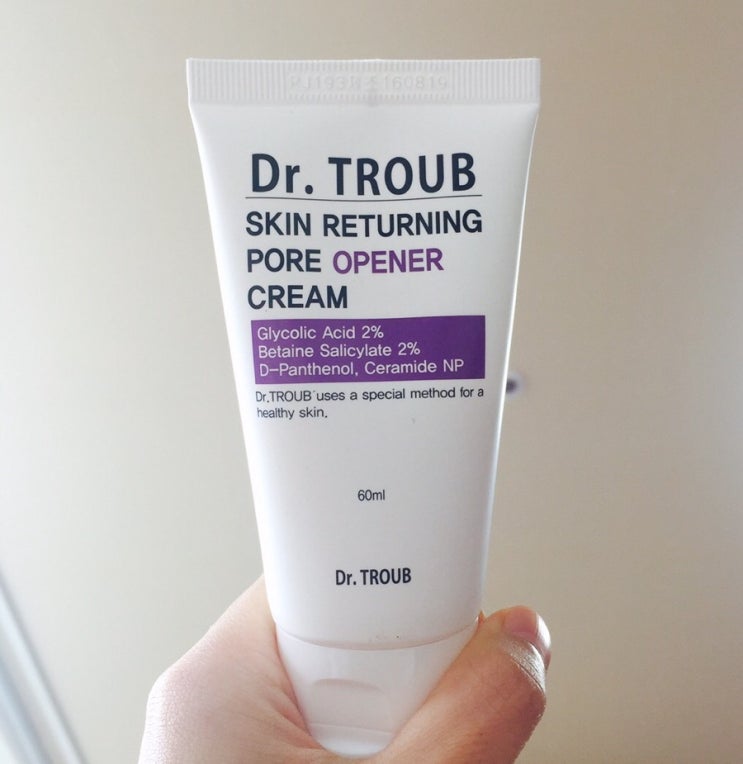 Dr. TROUB
SKIN RETURNING
PORE OPENER
CREAM
Glycolic Acid 2%
Betaine Salicylate 2%
D-Panthenol, Ceramide NP
Dr.TROUB uses a special method for a
healthy skin.
60ml
Dr. TROUB